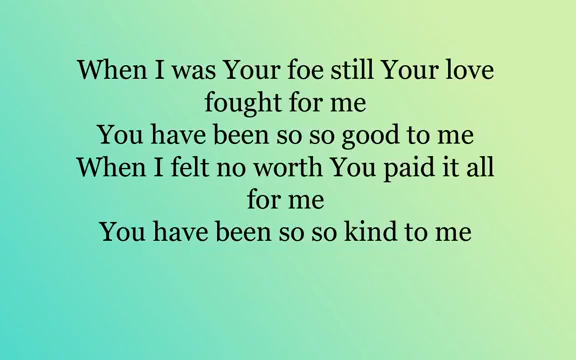 When I was Your foe still Your love
fought for me
You have been so so good to me
When I felt no worth You paid it all
for me
You have been so so kind to me